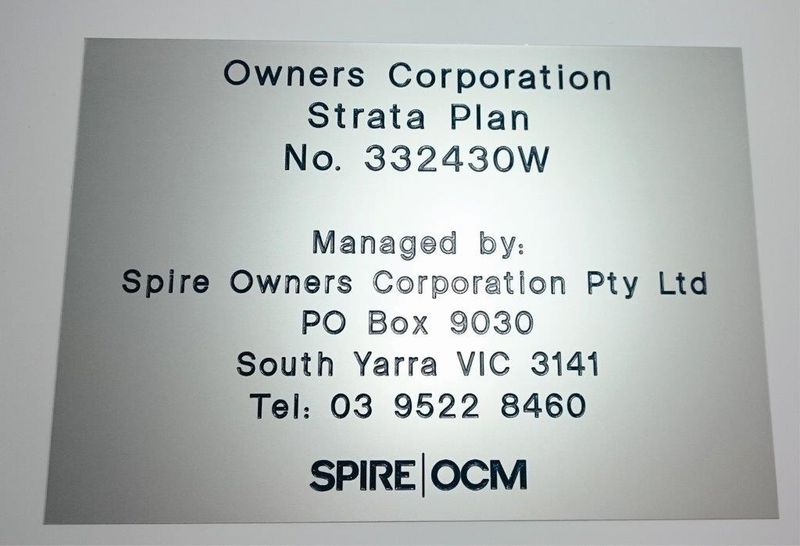 Owners Corporation
Strata Plan
No. 332430W
Managed by:
Spire Owners Corporation Pty Ltd
PO Box 9030
South Yarra VIC 3141
Tel: 03 9522 8460
SPIRE|OCM